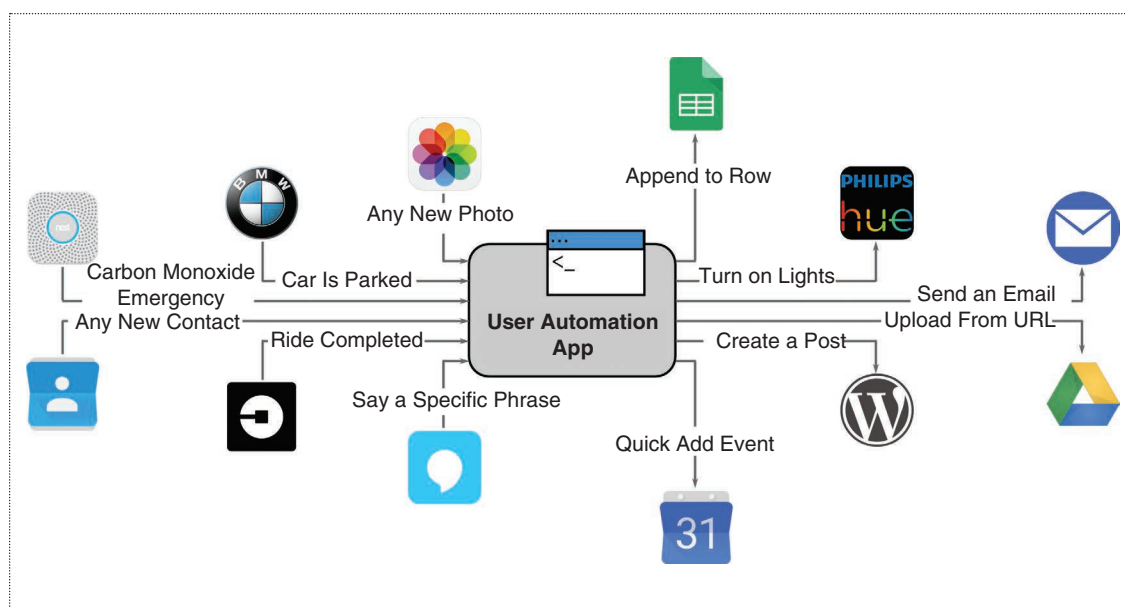 Any New Photo
BMW
Car Is Parked
nest
Carbon Monoxide
Emergency
Any New Contact
Ride Completed
Say a Specific Phrase
...
<_
User Automation
App
Append to Row
PHILIPS
hue
Turn on Lights
Send an Email
Upload From URL
Create a Post
W
Quick Add Event
31